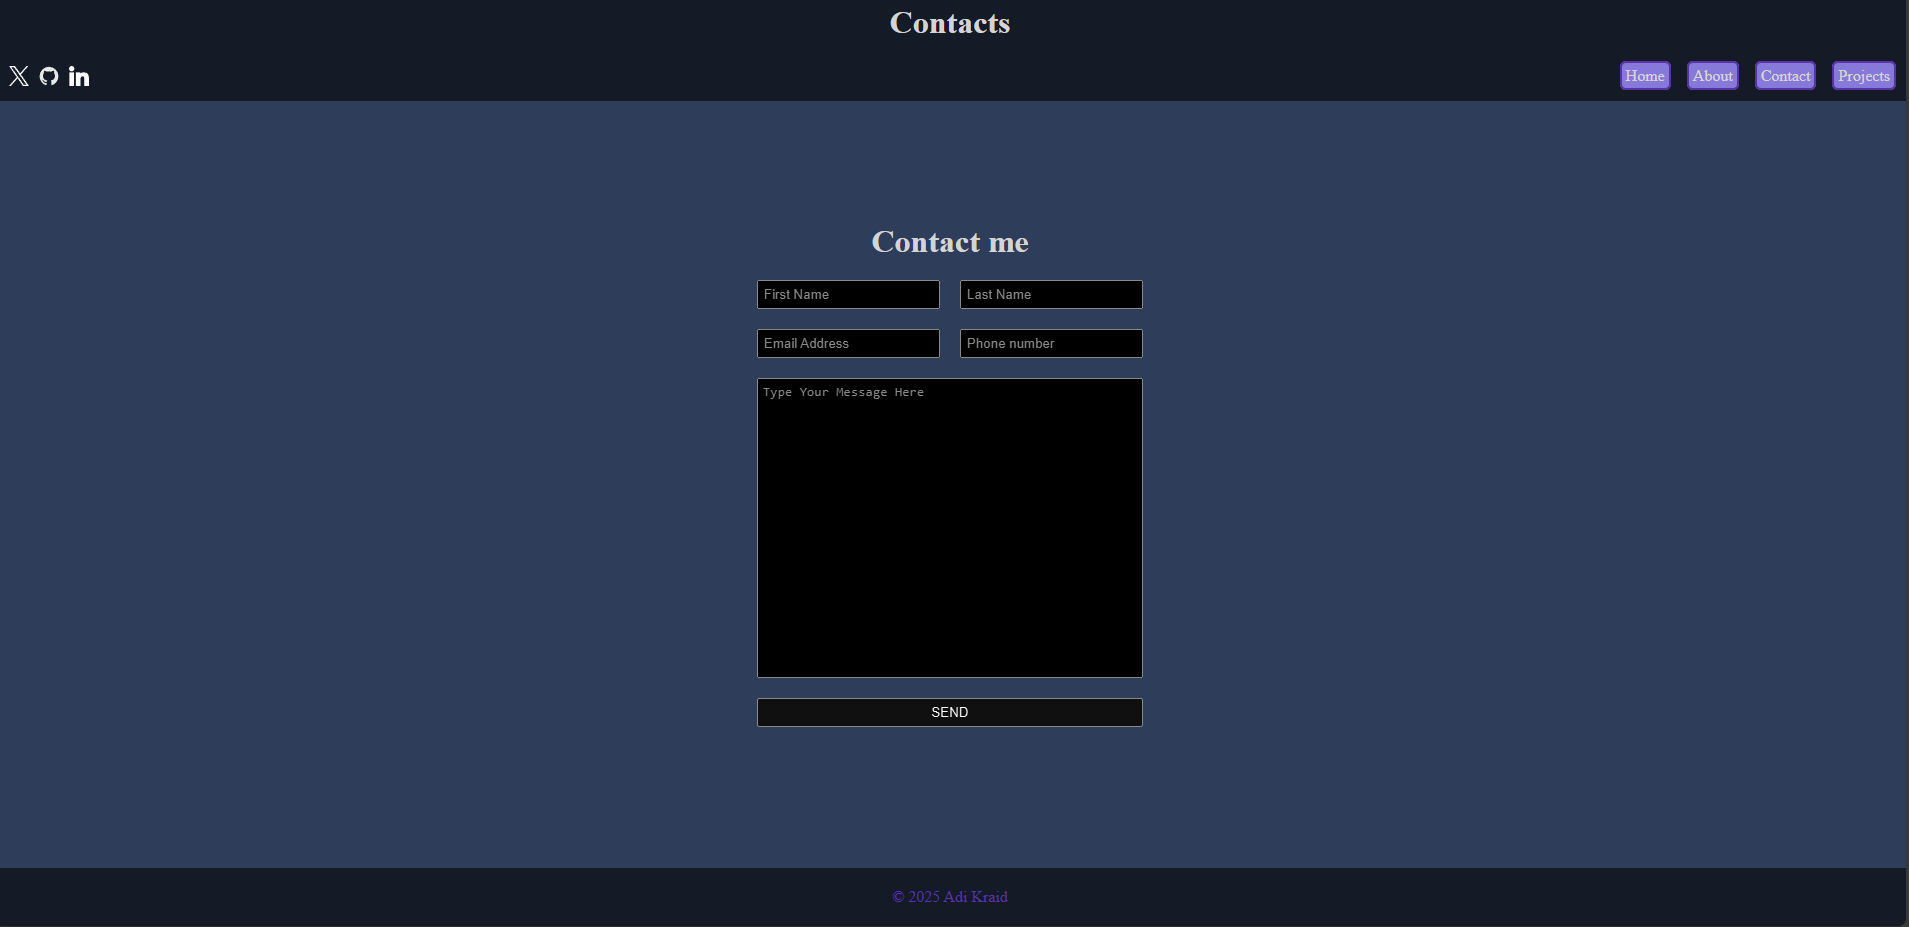 Contacts
Home About Contact Projects
Contact me
First Name Last Name
Email Address Phone number
Type Your Message Here
SEND
© 2025 Adi Kraid